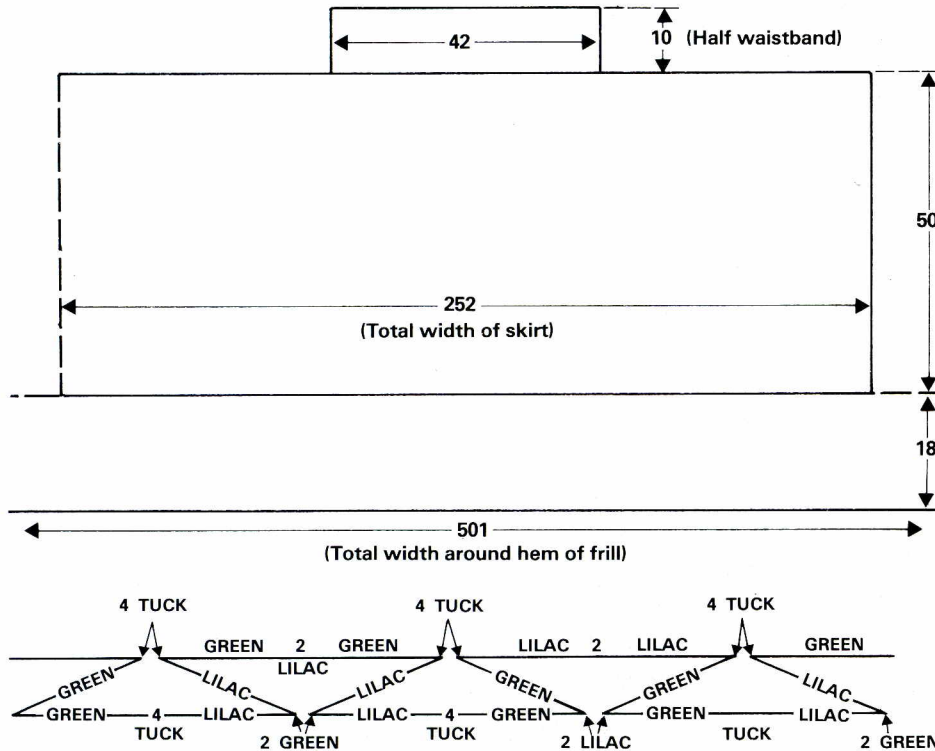 42
10 (Half waistband)
50
252
(Total width of skirt)
18
501
(Total width around hem of frill)
4 TUCK 4 TUCK 4 TUCK
GREEN 2 GREEN LILAC 2 LILAC GREEN
LILAC
GREEN LILAC LILAC GREEN GREEN LILAC
GREEN 4 LILAC LILAC 4 GREEN GREEN LILAC
TUCK 2 GREEN TUCK 2 LILAC TUCK 2 GREEN